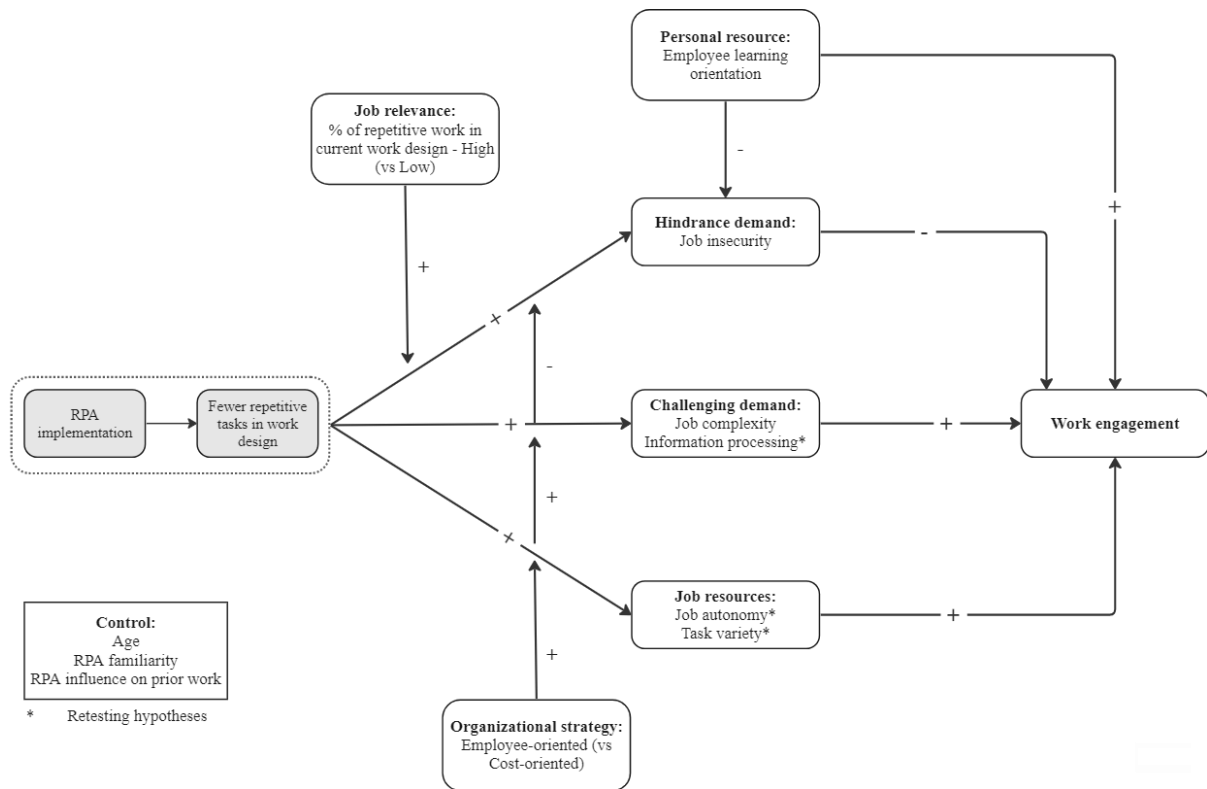 Personal resource:
Employee learning
orientation
Job relevance:
% of repetitive work in
current work design - High
(vs Low)
-
+
+
Hindrance demand:
Job insecurity
-
+
-
RPA
implementation
Fewer repetitive
tasks in work
design
+
Challenging demand:
Job complexity
Information processing*
+
Work engagement
+
+
Job resources:
Job autonomy*
Task variety*
+
+
Control:
Age
RPA familiarity
RPA influence on prior work
* Retesting hypotheses
Organizational strategy:
Employee-oriented (vs
Cost-oriented)